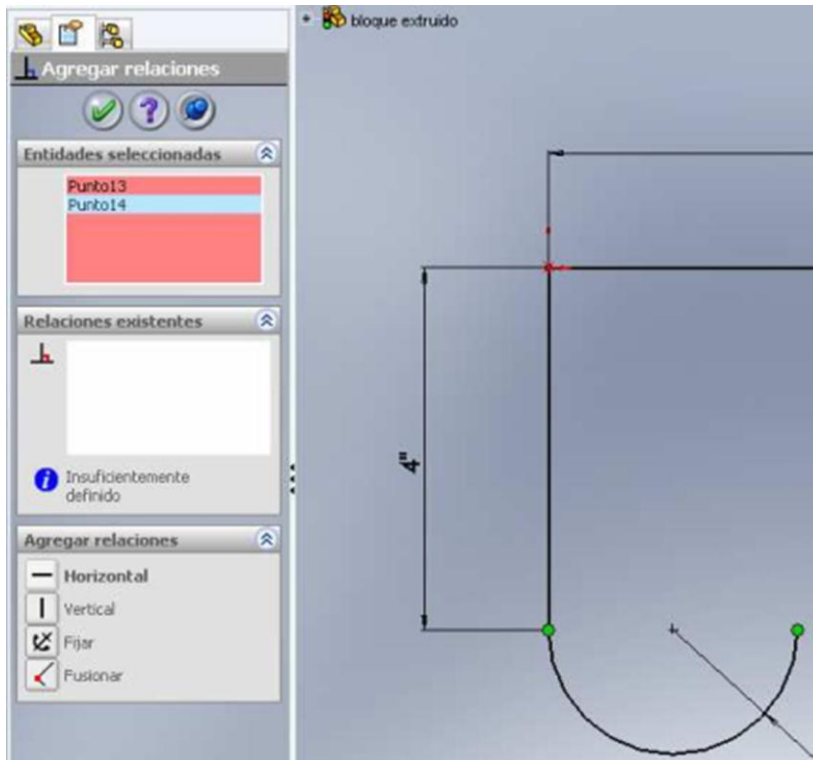 bloque extruido
Agregar relaciones
Entidades seleccionadas
Punto13
Punto14
Relaciones existentes
Insuficientemente
definido
4"
Agregar relaciones
Horizontal
Vertical
Fijar
Fusionar